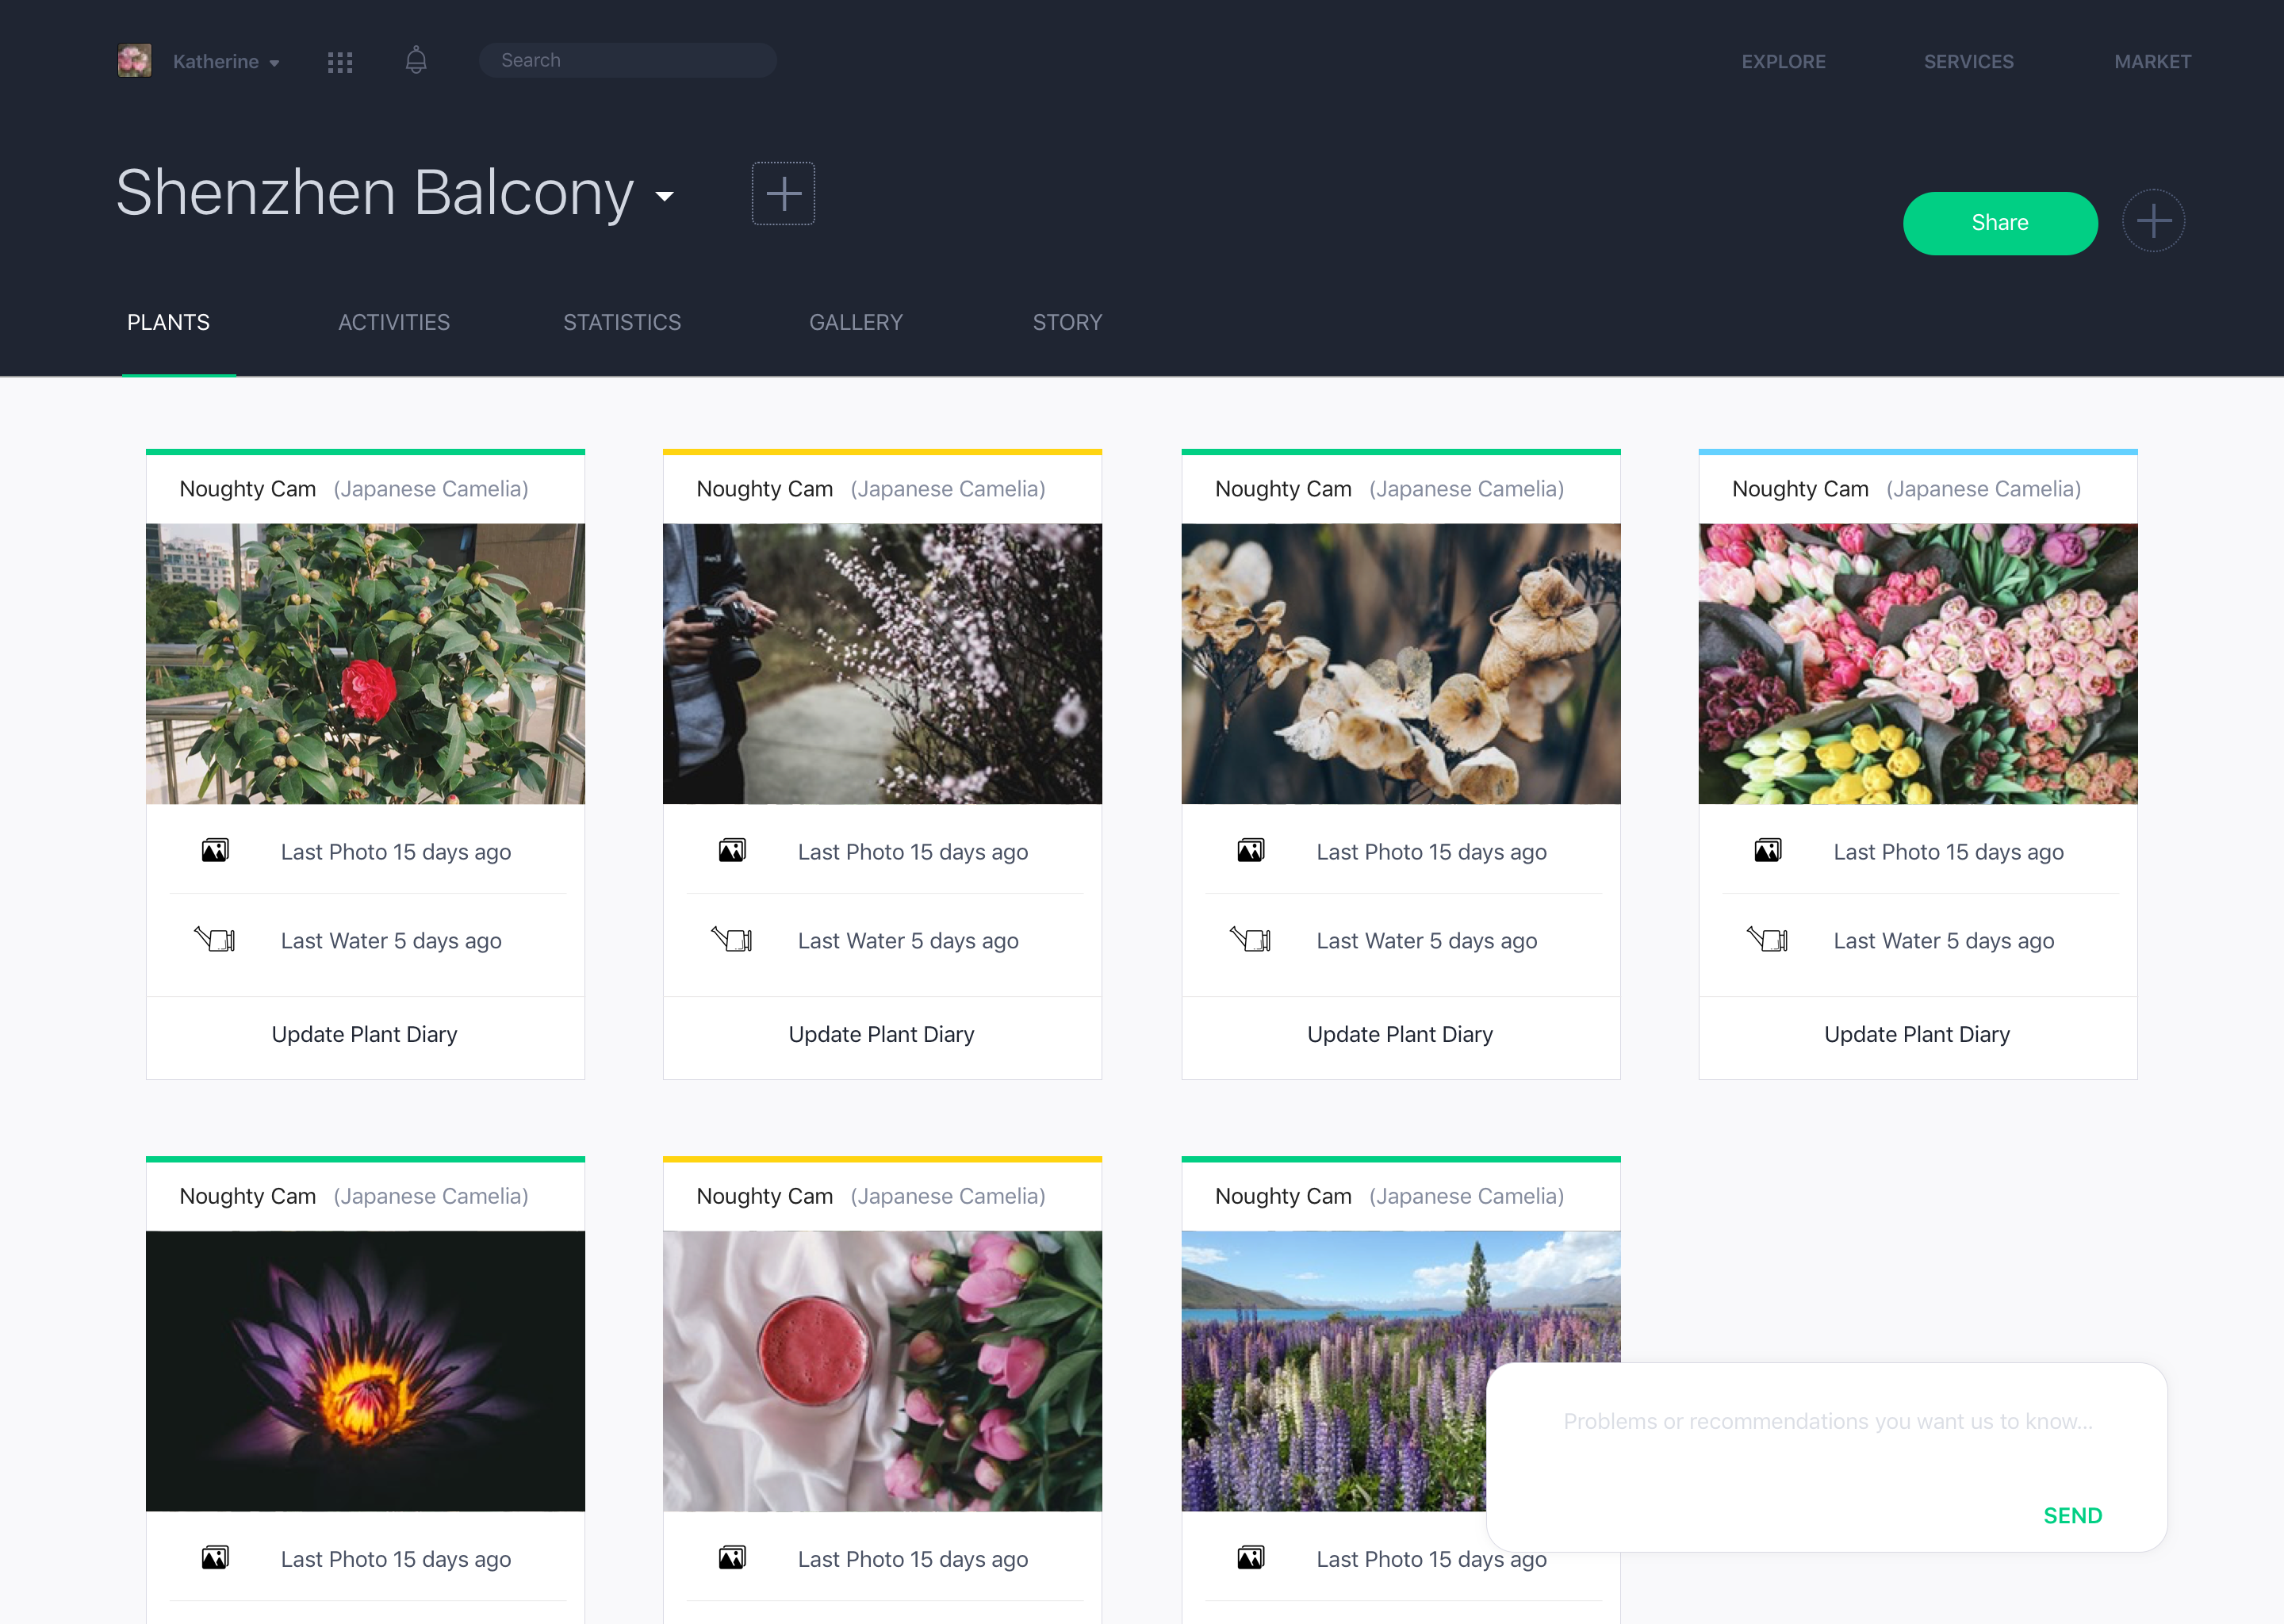 Katherine
Search
EXPLORE
SERVICES
MARKET
Shenzhen Balcony
Share
PLANTS
ACTIVITIES
STATISTICS
GALLERY
STORY
Noughty Cam (Japanese Camelia)
Noughty Cam (Japanese Camelia)
Noughty Cam (Japanese Camelia)
Noughty Cam (Japanese Camelia)
Last Photo 15 days ago
Last Photo 15 days ago
Last Photo 15 days ago
Last Photo 15 days ago
Last Water 5 days ago
Last Water 5 days ago
Last Water 5 days ago
Last Water 5 days ago
Update Plant Diary
Update Plant Diary
Update Plant Diary
Update Plant Diary
Noughty Cam (Japanese Camelia)
Noughty Cam (Japanese Camelia)
Noughty Cam (Japanese Camelia)
Problems or recommendations you want us to know...
SEND
Last Photo 15 days ago
Last Photo 15 days ago
Last Photo 15 days ago